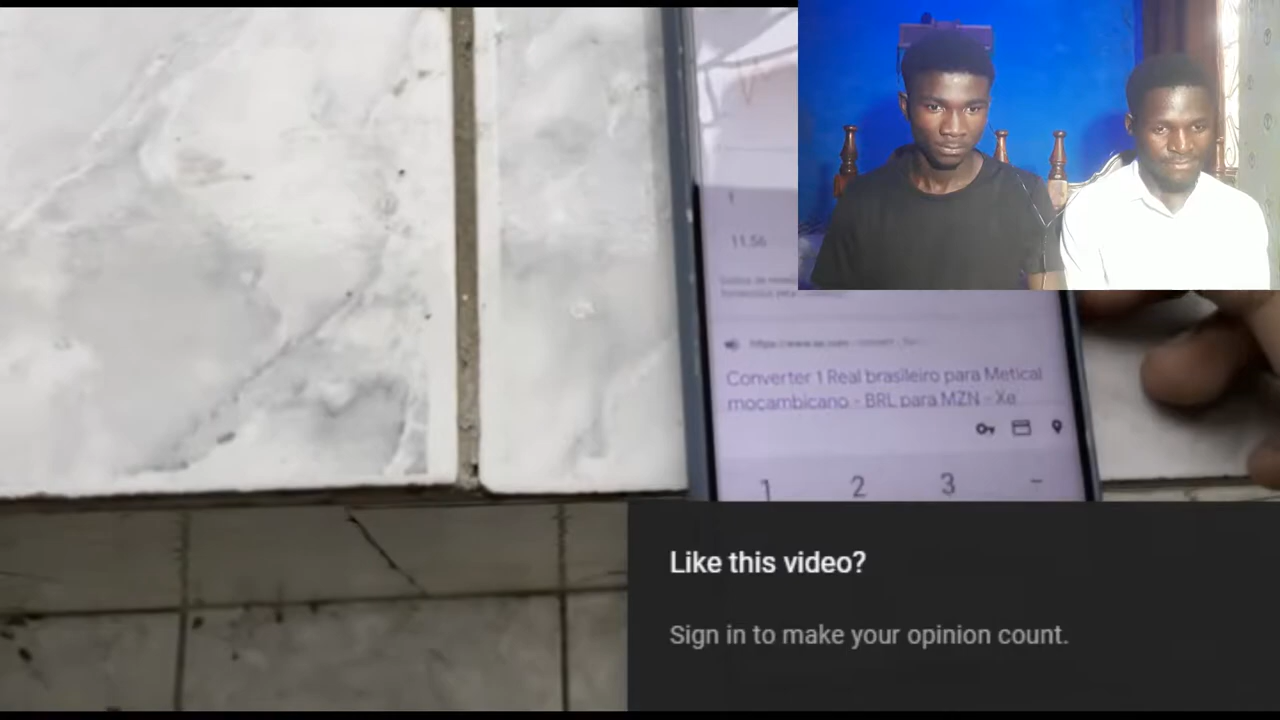 11,56
Converter 1 Real brasileiro para Metical
moçambicano - BRL para MZN - Xe
1 2 3 -
Like this video?
Sign in to make your opinion count.